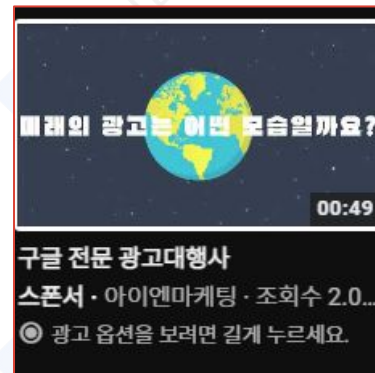 미래의 광고는 어떤 모습일까요?
00:49
구글 전문 광고대행사
스폰서 · 아이엔마케팅 · 조회수 2.0...
광고 옵션을 보려면 길게 누르세요.